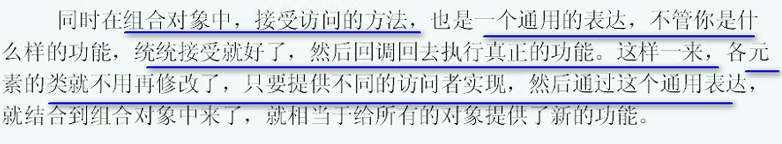 同时在组合对象中，接受访问的方法，也是一个通用的表达，不管你是什
么样的功能，统统接受就好了，然后回调回去执行真正的功能。这样一来，各元
素的类就不用再修改了，只要提供不同的访问者实现，然后通过这个通用表达，
就结合到组合对象中来了，就相当于给所有的对象提供了新的功能。